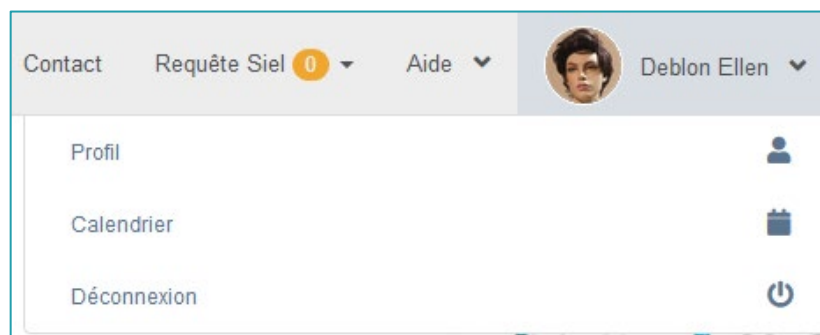 Contact Requête Siel 0 Aide Deblon Ellen
Profil
Calendrier
Déconnexion